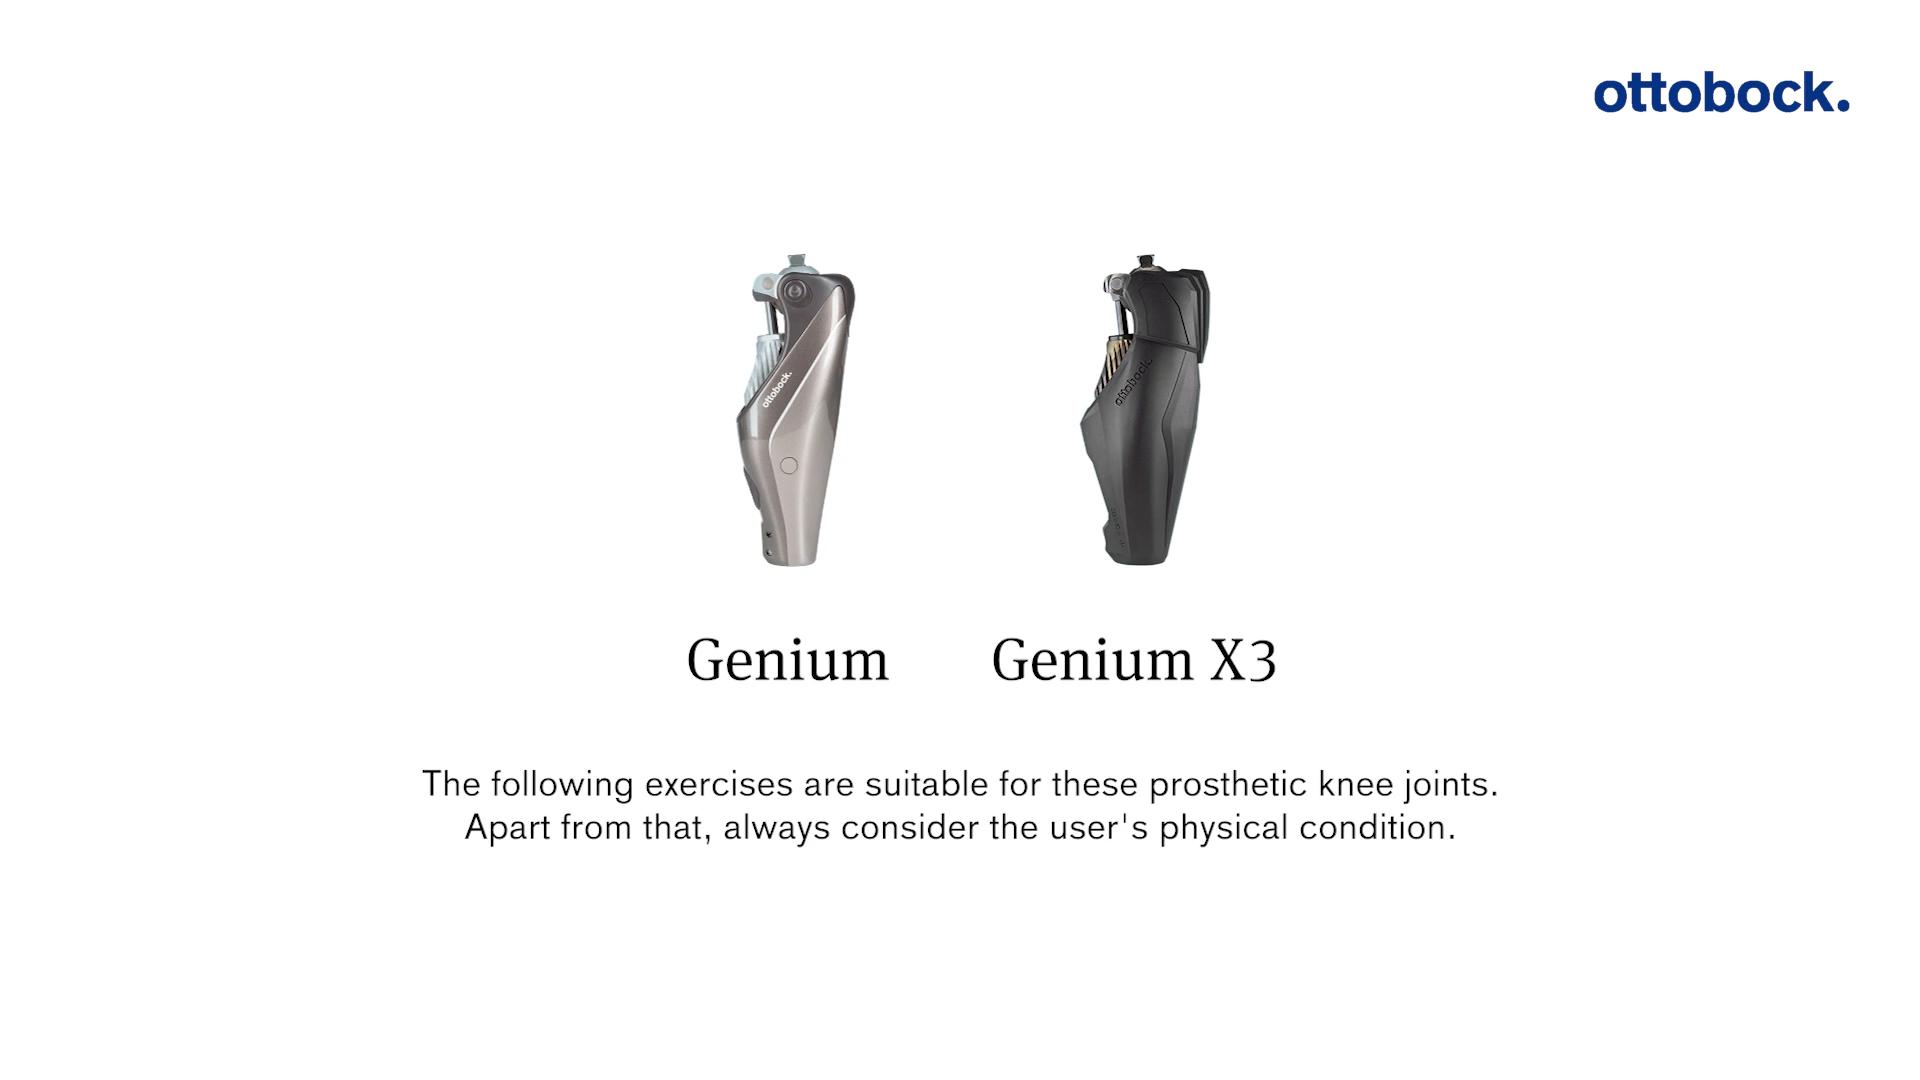 ottobock.
ottobock.
ottobock.
Genium
Genium X3
The following exercises are suitable for these prosthetic knee joints.
Apart from that, always consider the user's physical condition.